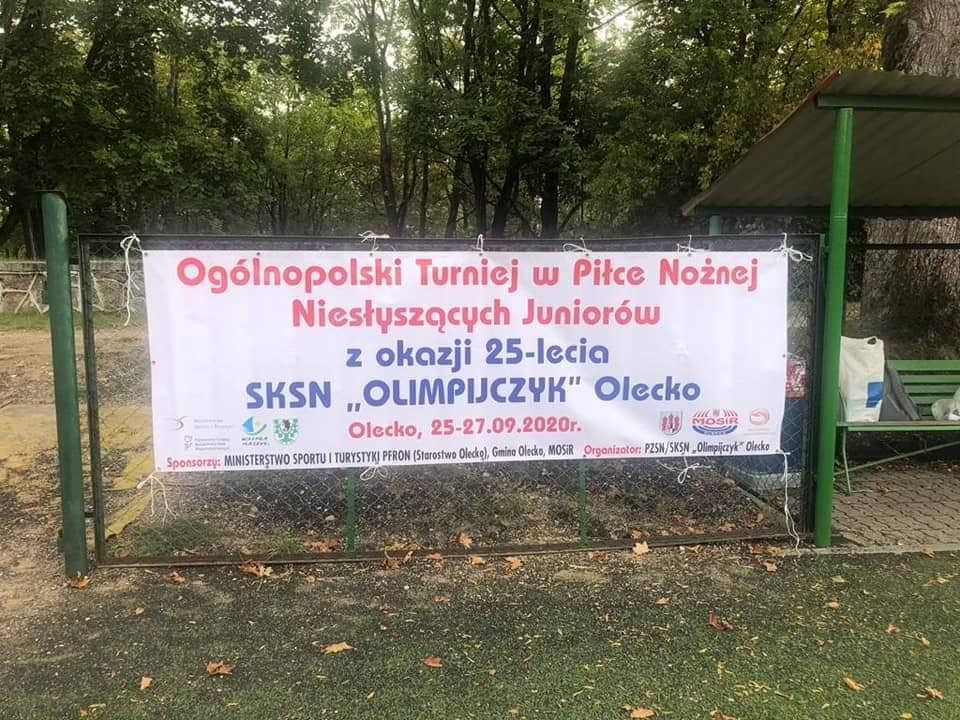 Ogólnopolski Turniej w Piłce Nożnej
Niesłyszących Juniorów
z okazji 25-lecia
SKSN „OLIMPIJCZYK" Olecko
Olecko, 25-27.09.2020r.
MOSiR
Sponsorzy: MINISTERSTWO SPORTU I TURYSTYKI PFRON (Starostwo Olecko), Gmina Olecko, MOSiR Organizator: PZSN/SKSN „Olimpijczyk" Olecko